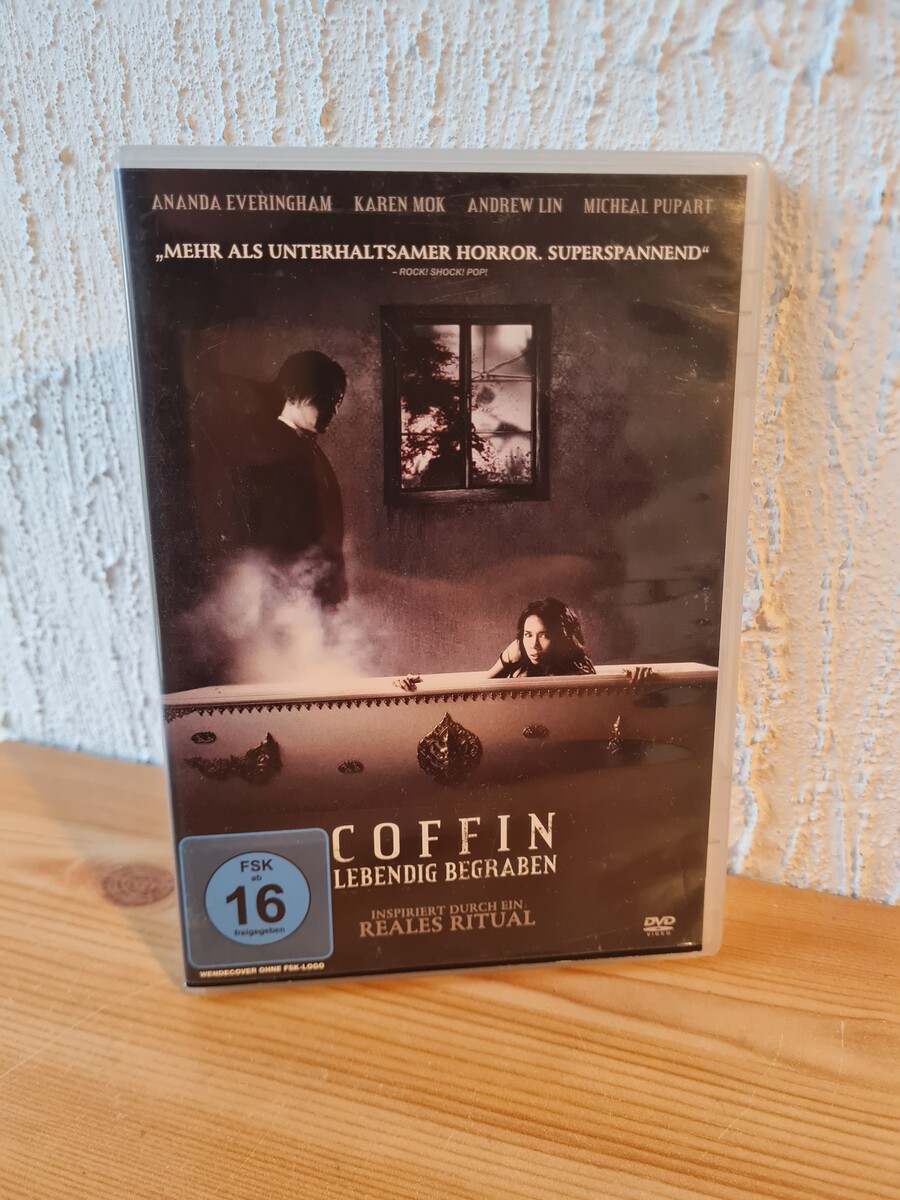 ANANDA EVERINGHAM KAREN MOK ANDREW LIN MICHEAL PUPART
„MEHR ALS UNTERHALTSAMER HORROR. SUPERSPANNEND“
– ROCK! SHOCK! POP!
COFFIN
LEBENDIG BEGRABEN
INSPIRIERT DURCH EIN
REALES RITUAL
FSK
ab
16
freigegeben
WENDECOVER OHNE FSK-LOGO
DVD
VIDEO